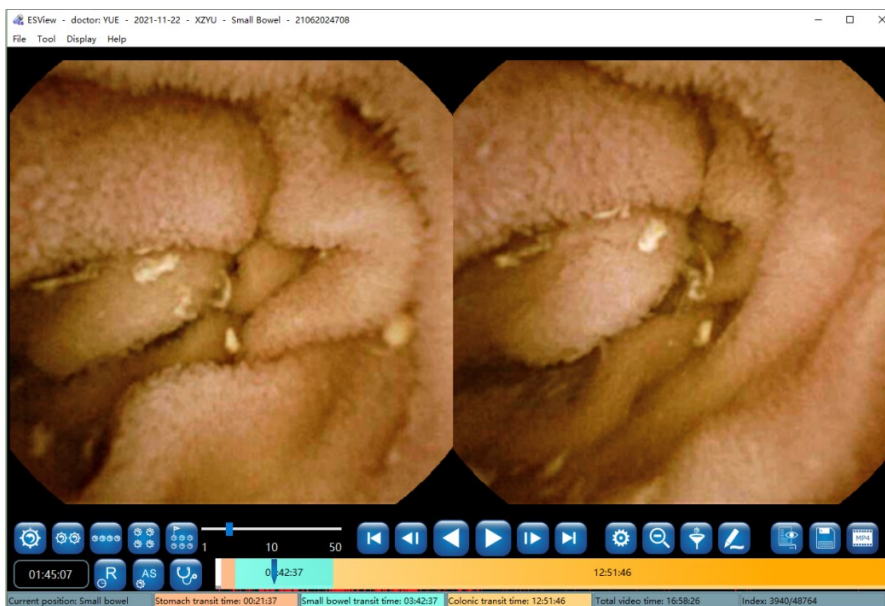 ESView - doctor: YUE - 2021-11-22 - XZYU - Small Bowel - 21062024708
File Tool Display Help
1 10 50
MP4
01:45:07 R AS 03:42:37 12:51:46
Current position: Small bowel Stomach transit time: 00:21:37 Small bowel transit time: 03:42:37 Colonic transit time: 12:51:46 Total video time: 16:58:26 Index: 3940/48764